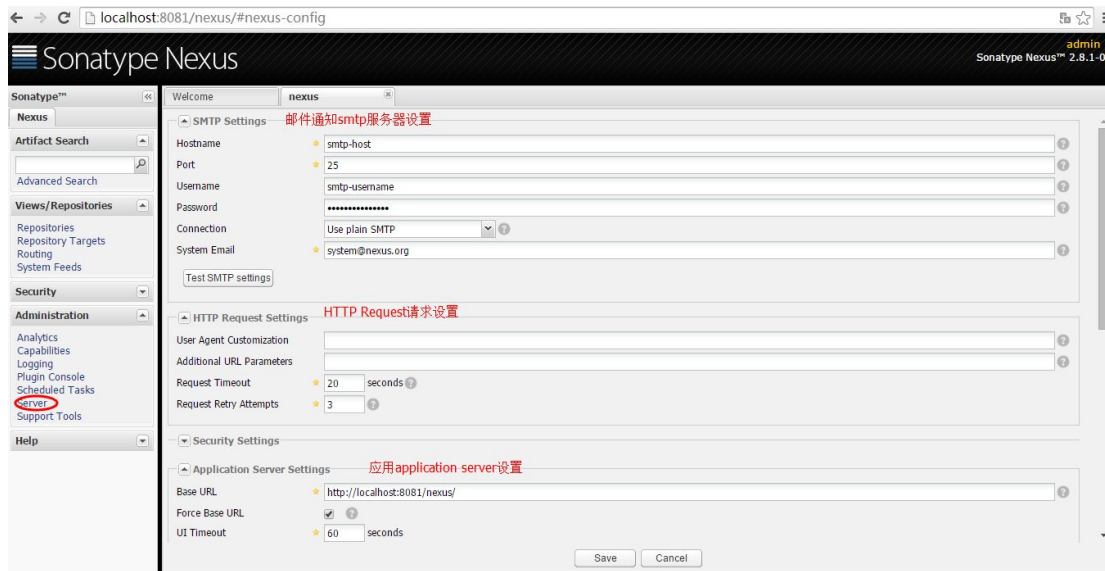 localhost:8081/nexus/#nexus-config
Sonatype Nexus
admin
Sonatype Nexus™ 2.8.1-0
Sonatype™
Nexus
Artifact Search
Advanced Search
Views/Repositories
Repositories
Repository Targets
Routing
System Feeds
Security
Administration
Analytics
Capabilities
Logging
Plugin Console
Scheduled Tasks
Server
Support Tools
Help
Welcome
nexus
SMTP Settings 邮件通知smtp服务器设置
Hostname smtp-host
Port 25
Username smtp-username
Password •••••••••••••••
Connection Use plain SMTP
System Email system@nexus.org
Test SMTP settings
HTTP Request Settings HTTP Request请求设置
User Agent Customization
Additional URL Parameters
Request Timeout 20 seconds
Request Retry Attempts 3
Security Settings
Application Server Settings 应用application server设置
Base URL http://localhost:8081/nexus/
Force Base URL
UI Timeout 60 seconds
Save Cancel